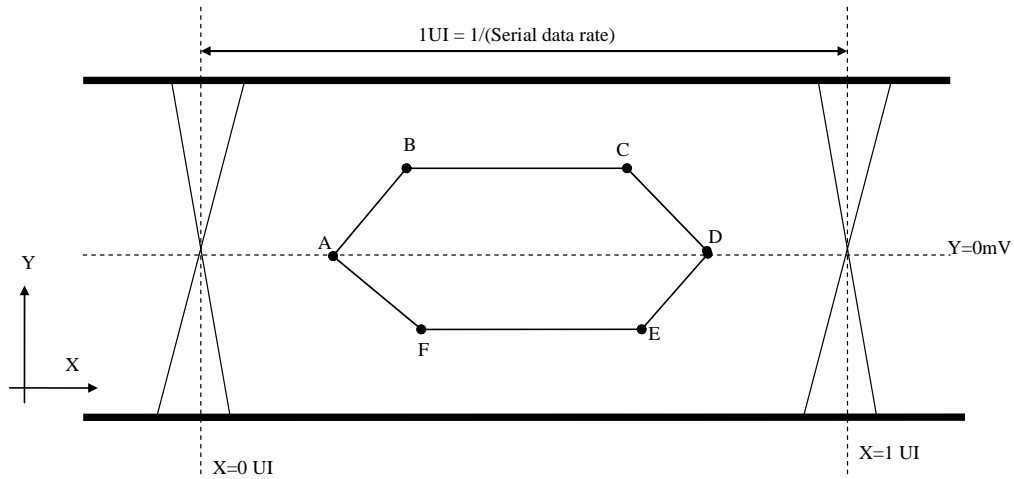 1UI = 1/(Serial data rate)
B
C
A
D
Y=0mV
Y
F
E
X
X=0 UI
X=1 UI